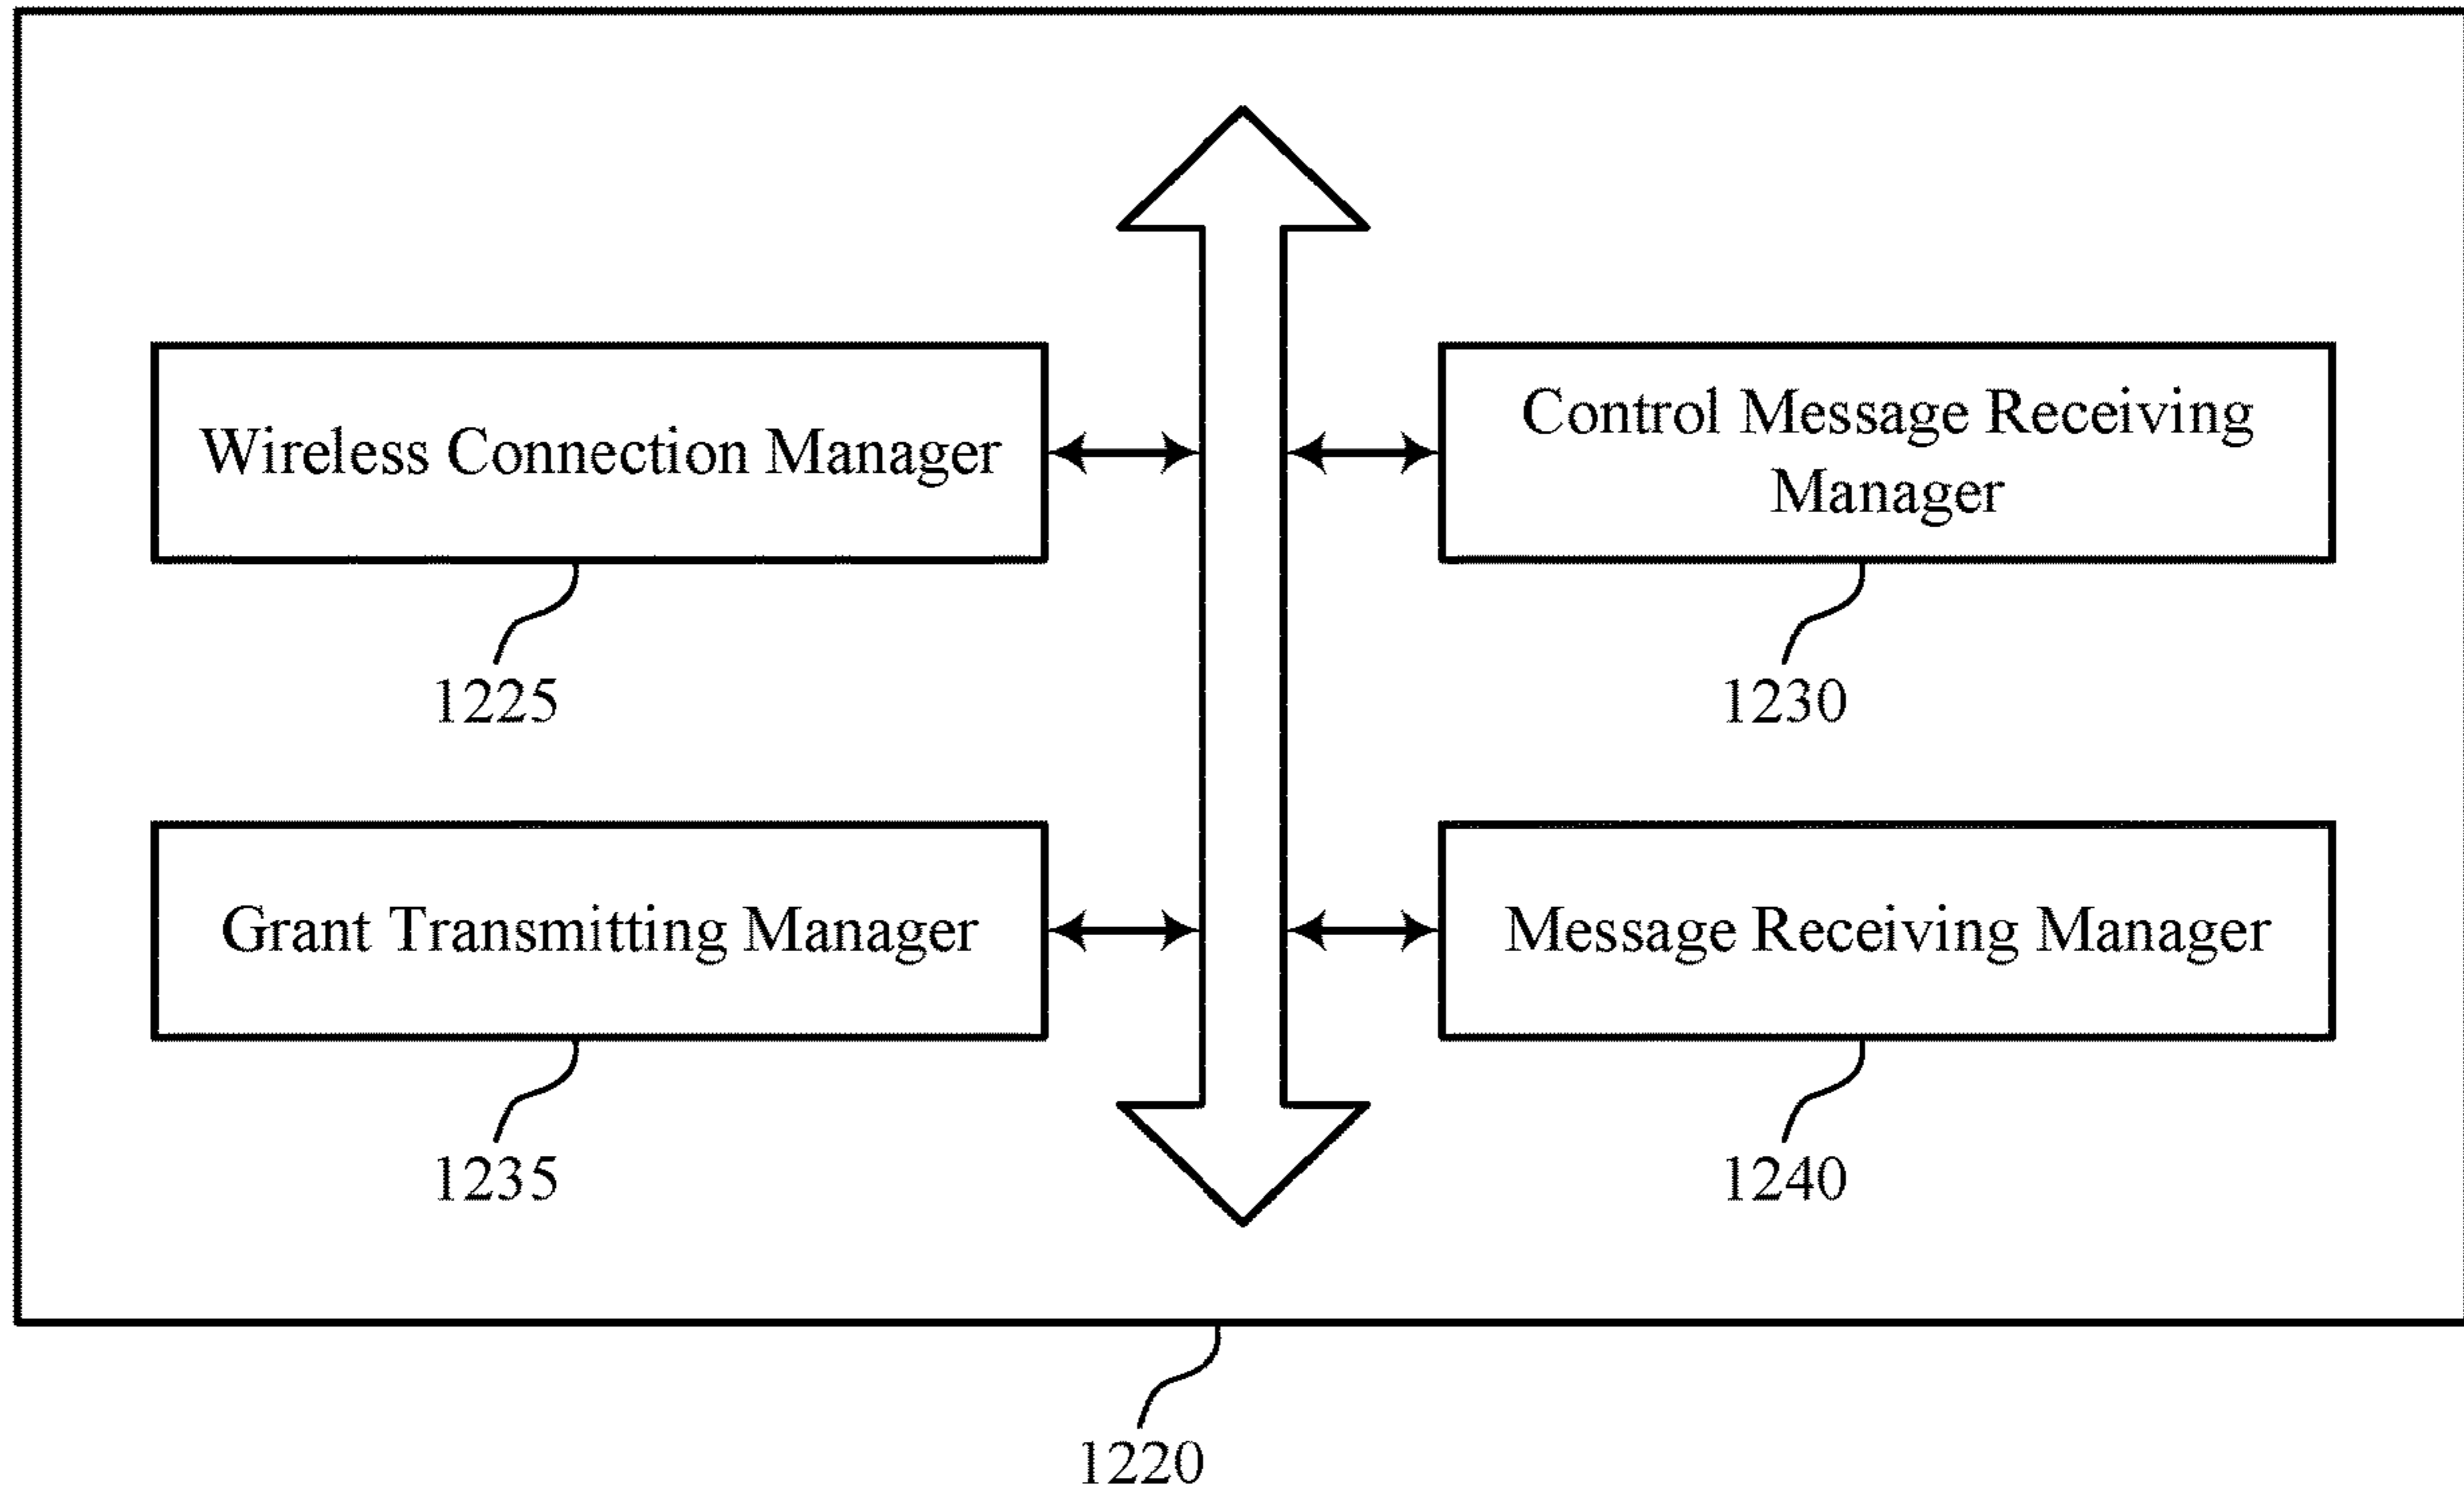 Wireless Connection Manager
1225
Control Message Receiving
Manager
1230
Grant Transmitting Manager
1235
Message Receiving Manager
1240
1220